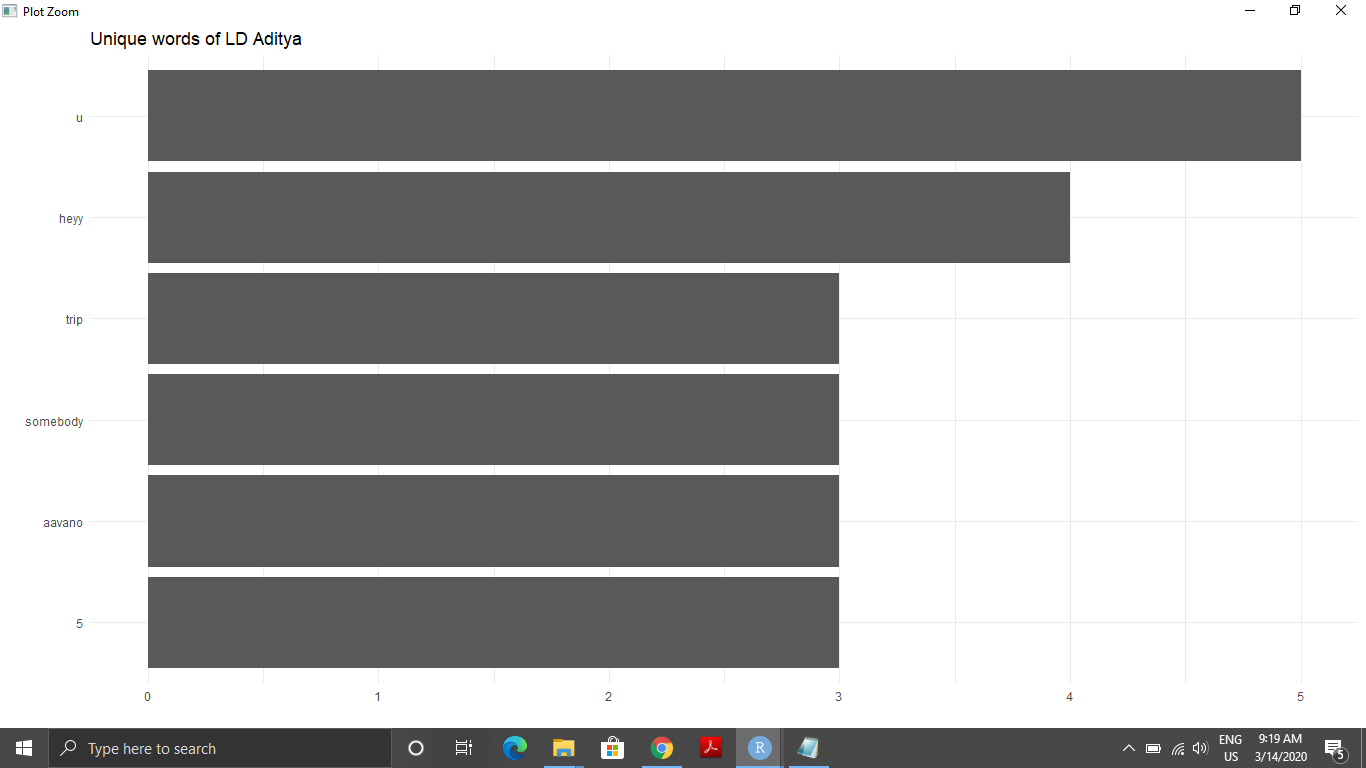 Plot Zoom
Unique words of LD Aditya
u
heyy
trip
somebody
aavano
5
0 1 2 3 4 5
Type here to search
R
ENG
US
9:19 AM
3/14/2020
5